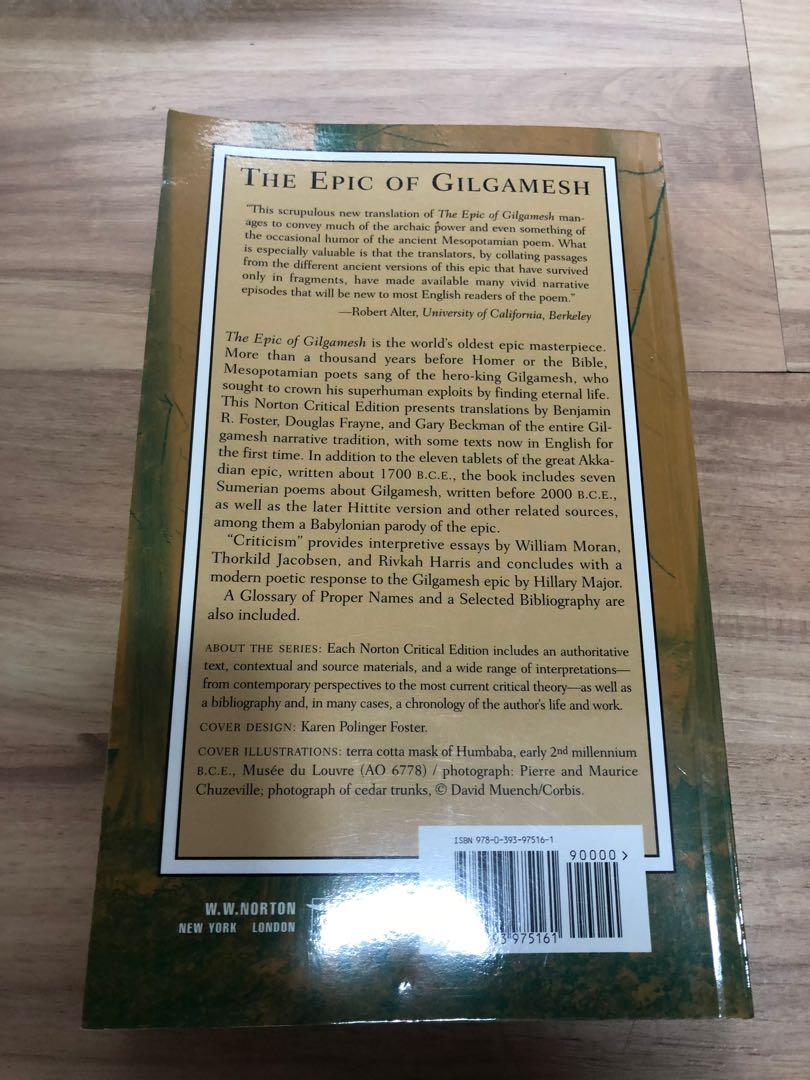 THE EPIC OF GILGAMESH
"This scrupulous new translation of The Epic of Gilgamesh man-
ages to convey much of the archaic power and even something of
the occasional humor of the ancient Mesopotamian poem. What
is especially valuable is that the translators, by collating passages
from the different ancient versions of this epic that have survived
only in fragments, have made available many vivid narrative
episodes that will be new to most English readers of the poem."
—Robert Alter, University of California, Berkeley
The Epic of Gilgamesh is the world's oldest epic masterpiece.
More than a thousand years before Homer or the Bible,
Mesopotamian poets sang of the hero-king Gilgamesh, who
sought to crown his superhuman exploits by finding eternal life.
This Norton Critical Edition presents translations by Benjamin
R. Foster, Douglas Frayne, and Gary Beckman of the entire Gil-
gamesh narrative tradition, with some texts now in English for
the first time. In addition to the eleven tablets of the great Akka-
dian epic, written about 1700 B.C.E., the book includes seven
Sumerian poems about Gilgamesh, written before 2000 B.C.E.,
as well as the later Hittite version and other related sources,
among them a Babylonian parody of the epic.
"Criticism" provides interpretive essays by William Moran,
Thorkild Jacobsen, and Rivkah Harris and concludes with a
modern poetic response to the Gilgamesh epic by Hillary Major.
A Glossary of Proper Names and a Selected Bibliography are
also included.
ABOUT THE SERIES: Each Norton Critical Edition includes an authoritative
text, contextual and source materials, and a wide range of interpretations—
from contemporary perspectives to the most current critical theory—as well as
a bibliography and, in many cases, a chronology of the author's life and work.
COVER DESIGN: Karen Polinger Foster.
COVER ILLUSTRATIONS: terra cotta mask of Humbaba, early 2nd millennium
B.C.E., Musée du Louvre (AO 6778) / photograph: Pierre and Maurice
Chuzeville; photograph of cedar trunks, © David Muench/Corbis.
ISBN 978-0-393-97516-1
90000>
W.W.NORTON
NEW YORK LONDON
975161